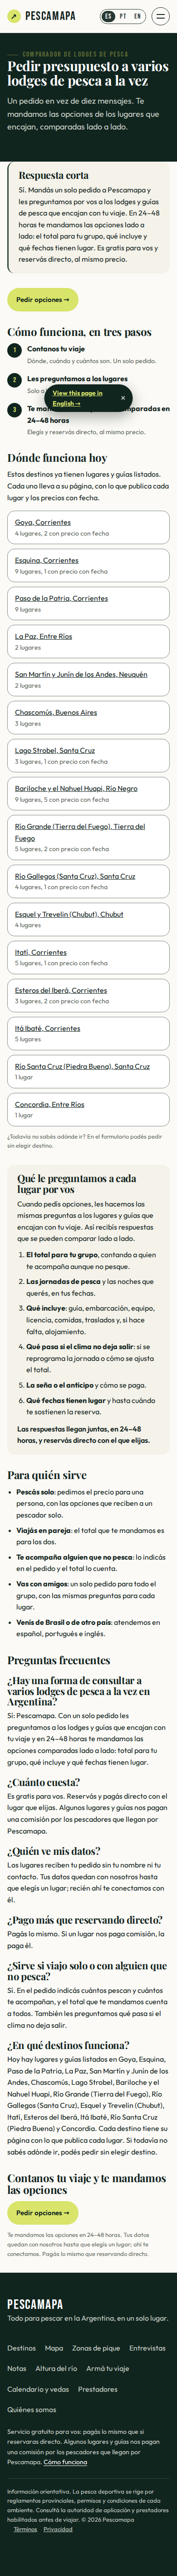 PESCAMAPA
ES PT EN
COMPARADOR DE LODGES DE PESCA
Pedir presupuesto a varios
lodges de pesca a la vez
Un pedido en vez de diez mensajes. Te
mandamos las opciones de lodges y guías que
encajan, comparadas lado a lado.
Respuesta corta
Sí. Mandás un solo pedido a Pescamapa y
les preguntamos por vos a los lodges y guías
de pesca que encajan con tu viaje. En 24–48
horas te mandamos las opciones lado a
lado: el total para tu grupo, qué incluye y
qué fechas tienen lugar. Es gratis para vos y
reservás directo, al mismo precio.
Pedir opciones →
Cómo funciona, en tres pasos
1
Contanos tu viaje
Dónde, cuándo y cuántos son. Un solo pedido.
2
Les preguntamos a los lugares
View this page in
English →
×
3
24–48 horas
Elegís y reservás directo, al mismo precio.
Dónde funciona hoy
Estos destinos ya tienen lugares y guías listados.
Cada uno lleva a su página, con lo que publica cada
lugar y los precios con fecha.
Goya, Corrientes
4 lugares, 2 con precio con fecha
Esquina, Corrientes
9 lugares, 1 con precio con fecha
Paso de la Patria, Corrientes
9 lugares
La Paz, Entre Ríos
2 lugares
San Martín y Junín de los Andes, Neuquén
2 lugares
Chascomús, Buenos Aires
3 lugares
Lago Strobel, Santa Cruz
3 lugares, 1 con precio con fecha
Bariloche y el Nahuel Huapi, Río Negro
9 lugares, 5 con precio con fecha
Río Grande (Tierra del Fuego), Tierra del
Fuego
5 lugares, 2 con precio con fecha
Río Gallegos (Santa Cruz), Santa Cruz
4 lugares, 1 con precio con fecha
Esquel y Trevelin (Chubut), Chubut
4 lugares
Itatí, Corrientes
5 lugares, 1 con precio con fecha
Esteros del Iberá, Corrientes
3 lugares, 2 con precio con fecha
Itá Ibaté, Corrientes
5 lugares
Río Santa Cruz (Piedra Buena), Santa Cruz
1 lugar
Concordia, Entre Ríos
1 lugar
¿Todavía no sabés adónde ir? En el formulario podés pedir
sin elegir destino.
Qué le preguntamos a cada
lugar por vos
Cuando pedís opciones, les hacemos las
mismas preguntas a los lugares y guías que
encajan con tu viaje. Así recibís respuestas
que se pueden comparar lado a lado.
1. El total para tu grupo, contando a quien
te acompaña aunque no pesque.
2. Las jornadas de pesca y las noches que
querés, en tus fechas.
3. Qué incluye: guía, embarcación, equipo,
licencia, comidas, traslados y, si hace
falta, alojamiento.
4. Qué pasa si el clima no deja salir: si se
reprograma la jornada o cómo se ajusta
el total.
5. La seña o el anticipo y cómo se paga.
6. Qué fechas tienen lugar y hasta cuándo
te sostienen la reserva.
Las respuestas llegan juntas, en 24–48
horas, y reservás directo con el que elijas.
Para quién sirve
Pescás solo: pedimos el precio para una
persona, con las opciones que reciben a un
pescador solo.
Viajás en pareja: el total que te mandamos es
para los dos.
Te acompaña alguien que no pesca: lo indicás
en el pedido y el total lo cuenta.
Vas con amigos: un solo pedido para todo el
grupo, con las mismas preguntas para cada
lugar.
Venís de Brasil o de otro país: atendemos en
español, portugués e inglés.
Preguntas frecuentes
¿Hay una forma de consultar a
varios lodges de pesca a la vez en
Argentina?
Sí: Pescamapa. Con un solo pedido les
preguntamos a los lodges y guías que encajan con
tu viaje y en 24–48 horas te mandamos las
opciones comparadas lado a lado: total para tu
grupo, qué incluye y qué fechas tienen lugar.
¿Cuánto cuesta?
Es gratis para vos. Reservás y pagás directo con el
lugar que elijas. Algunos lugares y guías nos pagan
una comisión por los pescadores que llegan por
Pescamapa.
¿Quién ve mis datos?
Los lugares reciben tu pedido sin tu nombre ni tu
contacto. Tus datos quedan con nosotros hasta
que elegís un lugar; recién ahí te conectamos con
él.
¿Pago más que reservando directo?
Pagás lo mismo. Si un lugar nos paga comisión, la
paga él.
¿Sirve si viajo solo o con alguien que
no pesca?
Sí. En el pedido indicás cuántos pescan y cuántos
te acompañan, y el total que te mandamos cuenta
a todos. También les preguntamos qué pasa si el
clima no deja salir.
¿En qué destinos funciona?
Hoy hay lugares y guías listados en Goya, Esquina,
Paso de la Patria, La Paz, San Martín y Junín de los
Andes, Chascomús, Lago Strobel, Bariloche y el
Nahuel Huapi, Río Grande (Tierra del Fuego), Río
Gallegos (Santa Cruz), Esquel y Trevelin (Chubut),
Itatí, Esteros del Iberá, Itá Ibaté, Río Santa Cruz
(Piedra Buena) y Concordia. Cada destino tiene su
página con lo que publica cada lugar. Si todavía no
sabés adónde ir, podés pedir sin elegir destino.
Contanos tu viaje y te mandamos
las opciones
Pedir opciones →
Te mandamos las opciones en 24–48 horas. Tus datos
quedan con nosotros hasta que elegís un lugar; ahí te
conectamos. Pagás lo mismo que reservando directo.
PESCAMAPA
Todo para pescar en la Argentina, en un solo lugar.
Destinos Mapa Zonas de pique Entrevistas
Notas Altura del río Armá tu viaje
Calendario y vedas Prestadores
Quiénes somos
Servicio gratuito para vos: pagás lo mismo que si
reservaras directo. Algunos lugares y guías nos pagan
una comisión por los pescadores que llegan por
Pescamapa. Cómo funciona
Información orientativa. La pesca deportiva se rige por
reglamentos provinciales, permisos y condiciones de cada
ambiente. Consultá la autoridad de aplicación y prestadores
habilitados antes de viajar. © 2026 Pescamapa
Términos Privacidad